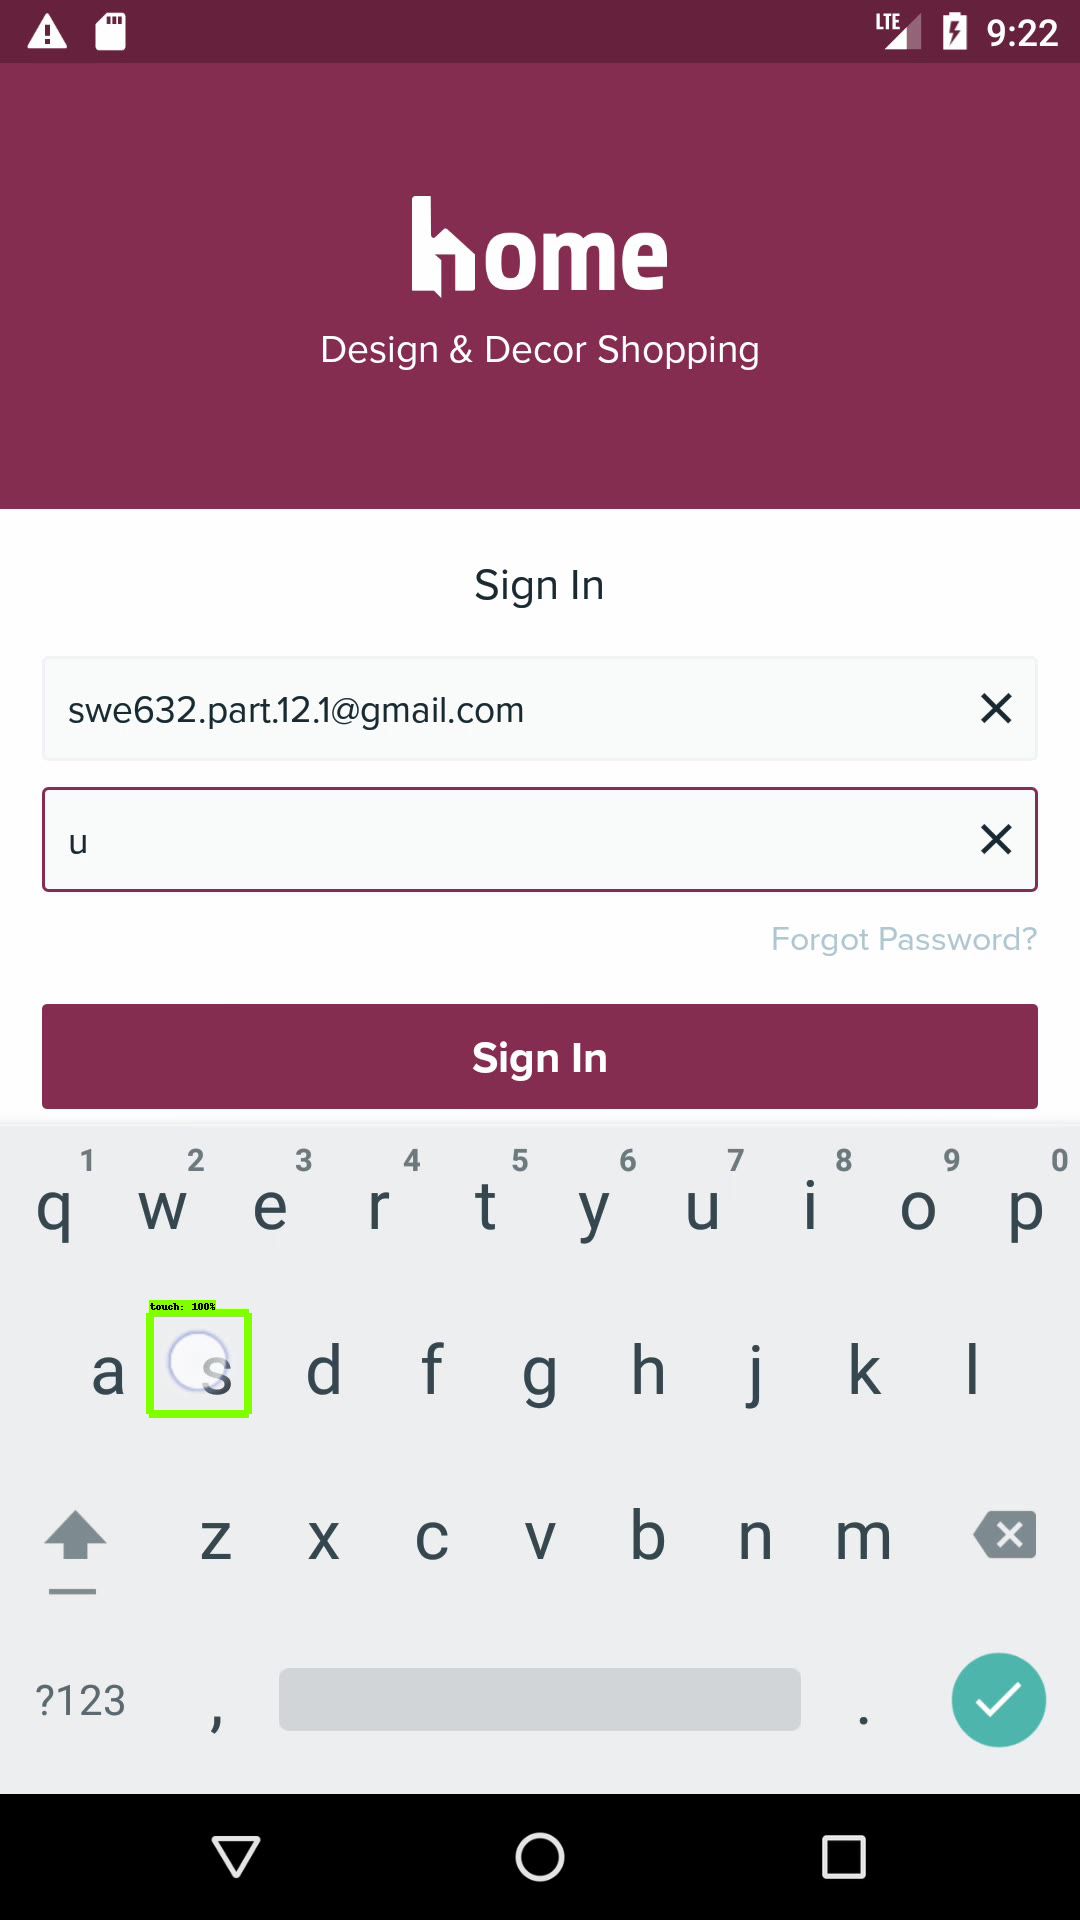 LTE 9:22
home
Design & Decor Shopping
Sign In
swe632.part.12.1@gmail.com
u
Forgot Password?
Sign In
1 2 3 4 5 6 7 8 9 0
q w e r t y u i o p
touch: 100%
a s d f g h j k l
z x c v b n m
?123 , .